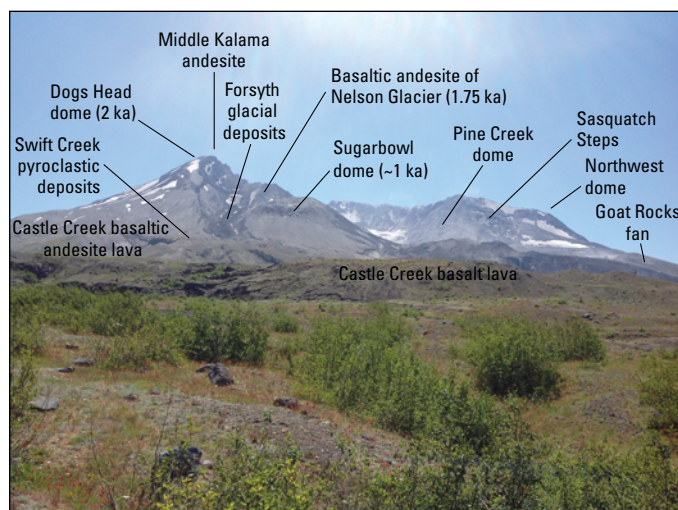 Middle Kalama
andesite
Dogs Head
dome (2 ka)
Forsyth
glacial
deposits
Basaltic andesite of
Nelson Glacier (1.75 ka)
Swift Creek
pyroclastic
deposits
Sugarbowl
dome (~1 ka)
Pine Creek
dome
Sasquatch
Steps
Northwest
dome
Goat Rocks
fan
Castle Creek basaltic
andesite lava
Castle Creek basalt lava